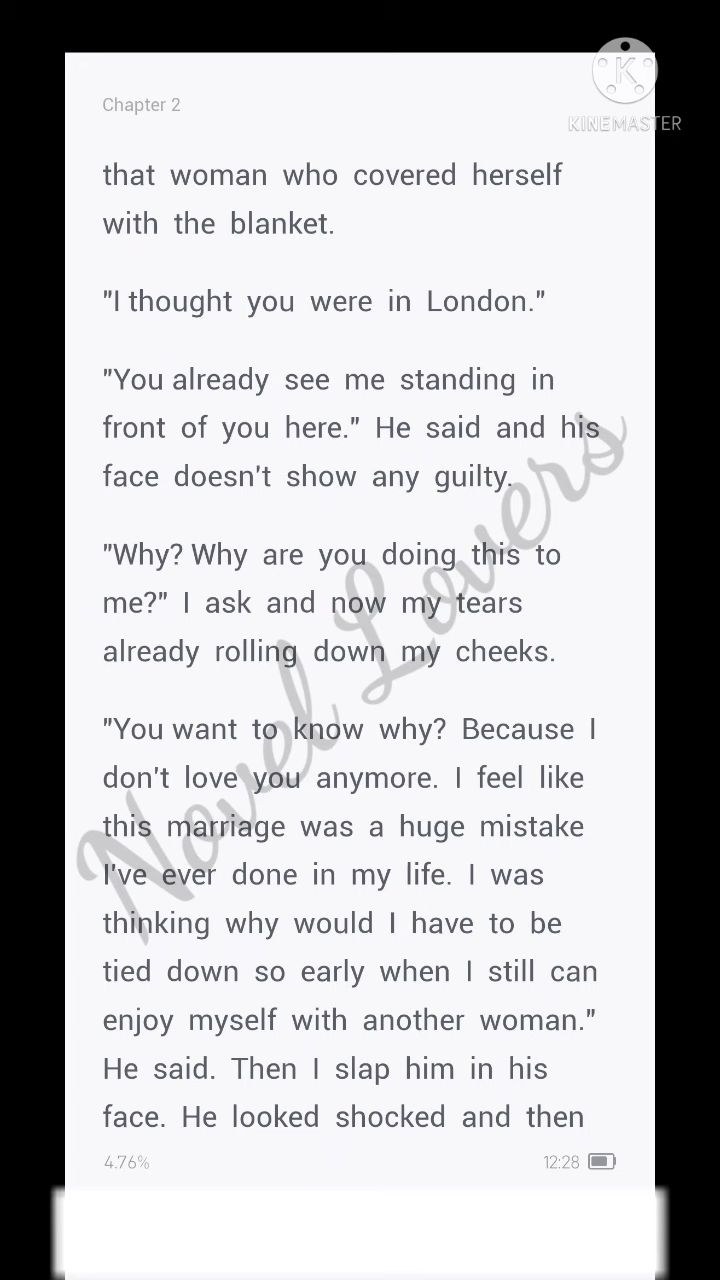 Chapter 2
KINEMASTER
that woman who covered herself
with the blanket.
"I thought you were in London."
"You already see me standing in
front of you here." He said and his
face doesn't show any guilty.
"Why? Why are you doing this to
me?" I ask and now my tears
already rolling down my cheeks.
"You want to know why? Because I
don't love you anymore. I feel like
this marriage was a huge mistake
I've ever done in my life. I was
thinking why would I have to be
tied down so early when I still can
enjoy myself with another woman."
He said. Then I slap him in his
face. He looked shocked and then
Novel Lovers
4.76%
12:28